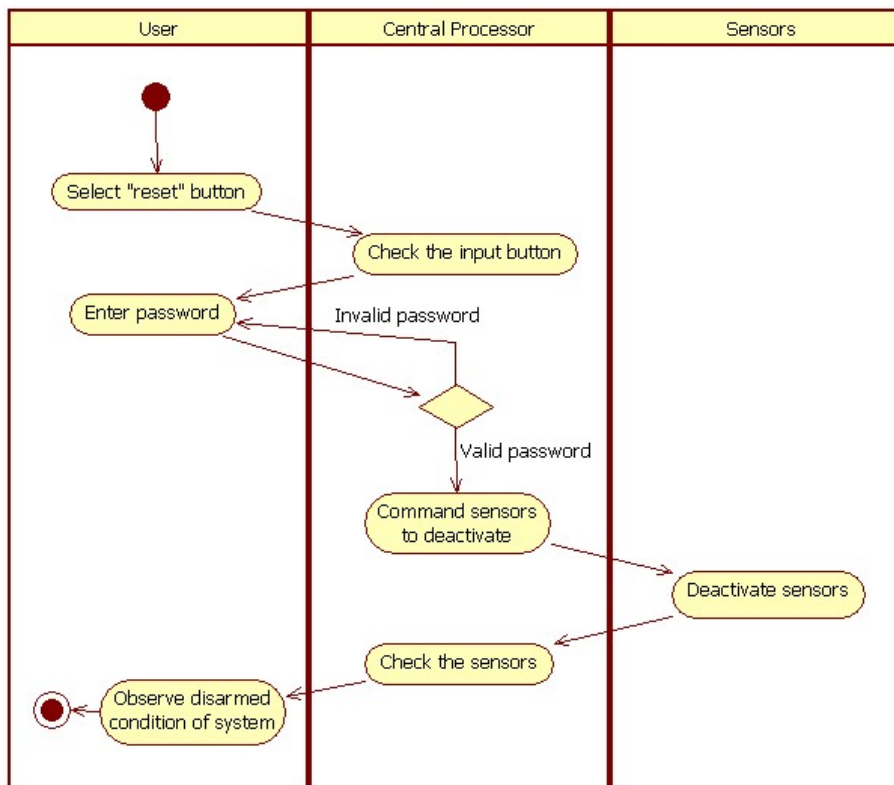 User
Central Processor
Sensors
Select "reset" button
Check the input button
Enter password
Invalid password
Valid password
Command sensors
to deactivate
Deactivate sensors
Check the sensors
Observe disarmed
condition of system